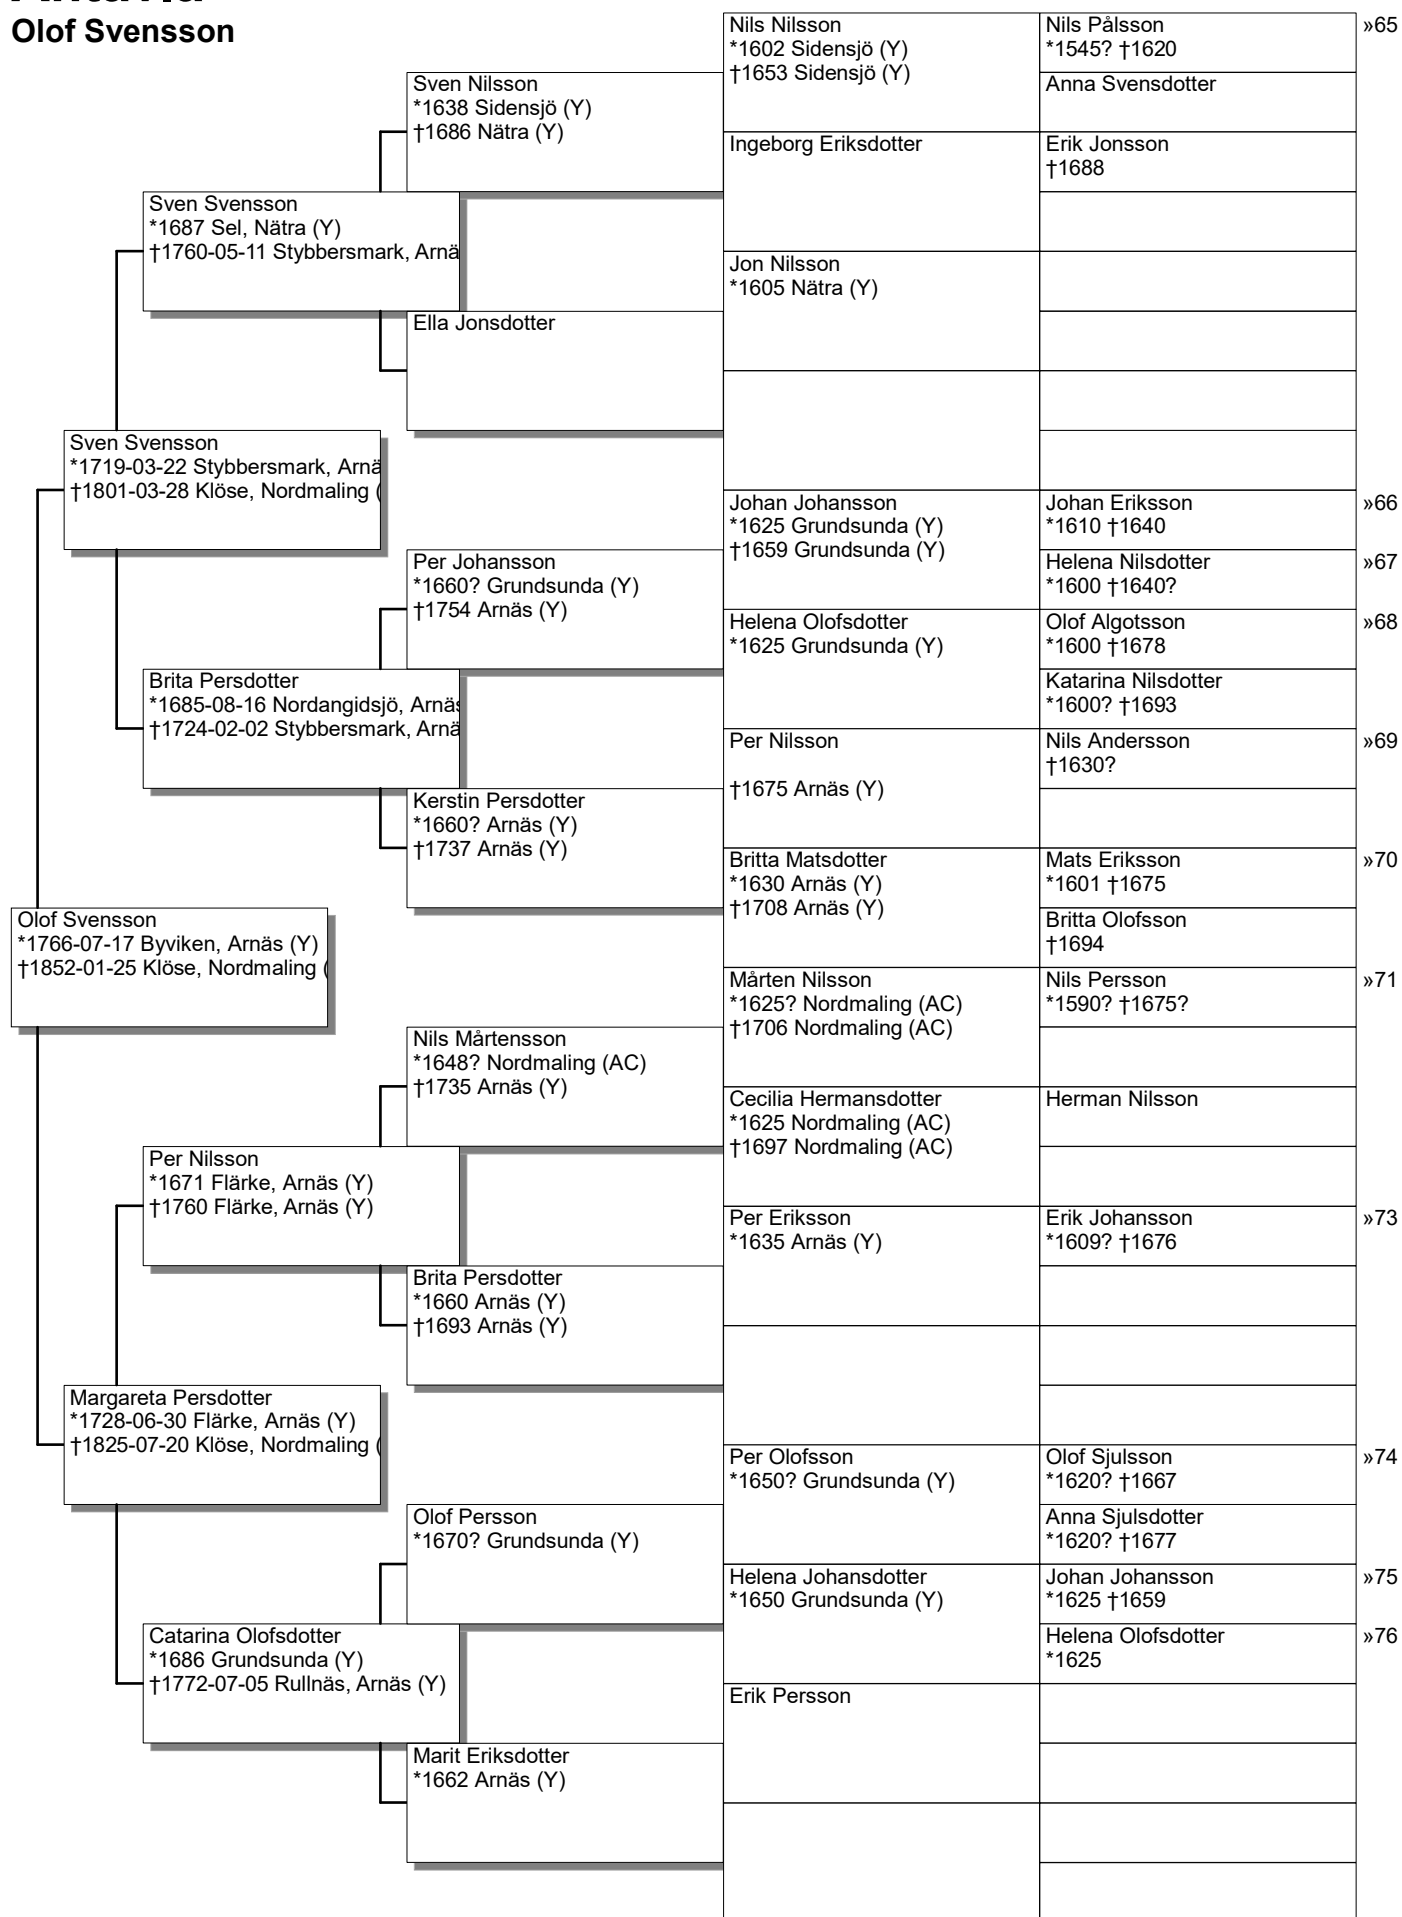 Olof Svensson
Olof Svensson
*1766-07-17 Byviken, Arnäs (Y)
†1852-01-25 Klöse, Nordmaling (
Sven Svensson
*1719-03-22 Stybbersmark, Arnä
†1801-03-28 Klöse, Nordmaling (
Margareta Persdotter
*1728-06-30 Flärke, Arnäs (Y)
†1825-07-20 Klöse, Nordmaling (
Sven Svensson
*1687 Sel, Nätra (Y)
†1760-05-11 Stybbersmark, Arnä
Brita Persdotter
*1685-08-16 Nordangidsjö, Arnäs
†1724-02-02 Stybbersmark, Arnä
Per Nilsson
*1671 Flärke, Arnäs (Y)
†1760 Flärke, Arnäs (Y)
Catarina Olofsdotter
*1686 Grundsunda (Y)
†1772-07-05 Rullnäs, Arnäs (Y)
Sven Nilsson
*1638 Sidensjö (Y)
†1686 Nätra (Y)
Ella Jonsdotter
Per Johansson
*1660? Grundsunda (Y)
†1754 Arnäs (Y)
Kerstin Persdotter
*1660? Arnäs (Y)
†1737 Arnäs (Y)
Nils Mårtensson
*1648? Nordmaling (AC)
†1735 Arnäs (Y)
Brita Persdotter
*1660 Arnäs (Y)
†1693 Arnäs (Y)
Olof Persson
*1670? Grundsunda (Y)
Marit Eriksdotter
*1662 Arnäs (Y)
Nils Nilsson
*1602 Sidensjö (Y)
†1653 Sidensjö (Y)
Ingeborg Eriksdotter
Jon Nilsson
*1605 Nätra (Y)
Johan Johansson
*1625 Grundsunda (Y)
†1659 Grundsunda (Y)
Helena Olofsdotter
*1625 Grundsunda (Y)
Per Nilsson
†1675 Arnäs (Y)
Britta Matsdotter
*1630 Arnäs (Y)
†1708 Arnäs (Y)
Mårten Nilsson
*1625? Nordmaling (AC)
†1706 Nordmaling (AC)
Cecilia Hermansdotter
*1625 Nordmaling (AC)
†1697 Nordmaling (AC)
Per Eriksson
*1635 Arnäs (Y)
Per Olofsson
*1650? Grundsunda (Y)
Helena Johansdotter
*1650 Grundsunda (Y)
Erik Persson
Nils Pålsson »65
*1545? †1620
Anna Svensdotter
Erik Jonsson
†1688
Johan Eriksson »66
*1610 †1640
Helena Nilsdotter »67
*1600 †1640?
Olof Algotsson »68
*1600 †1678
Katarina Nilsdotter
*1600? †1693
Nils Andersson »69
†1630?
Mats Eriksson »70
*1601 †1675
Britta Olofsson
†1694
Nils Persson »71
*1590? †1675?
Herman Nilsson
Erik Johansson »73
*1609? †1676
Olof Sjulsson »74
*1620? †1667
Anna Sjulsdotter
*1620? †1677
Johan Johansson »75
*1625 †1659
Helena Olofsdotter »76
*1625